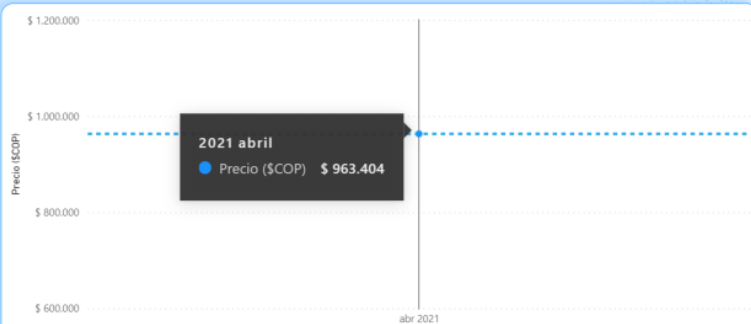 $ 1.200.000
$ 1.000.000
2021 abril
Precio ($COP) $ 963.404
Precio ($COP)
$ 800.000
$ 600.000
abr 2021